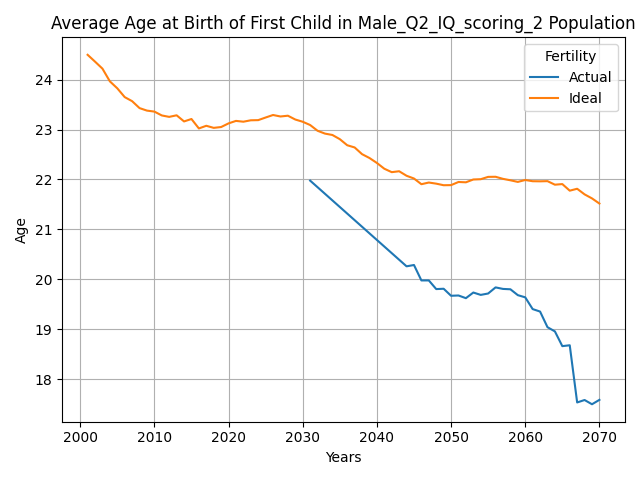 Average Age at Birth of First Child in Male_Q2_IQ_scoring_2 Population
Fertility
Actual
Ideal
Age
24
23
22
21
20
19
18
2000 2010 2020 2030 2040 2050 2060 2070
Years